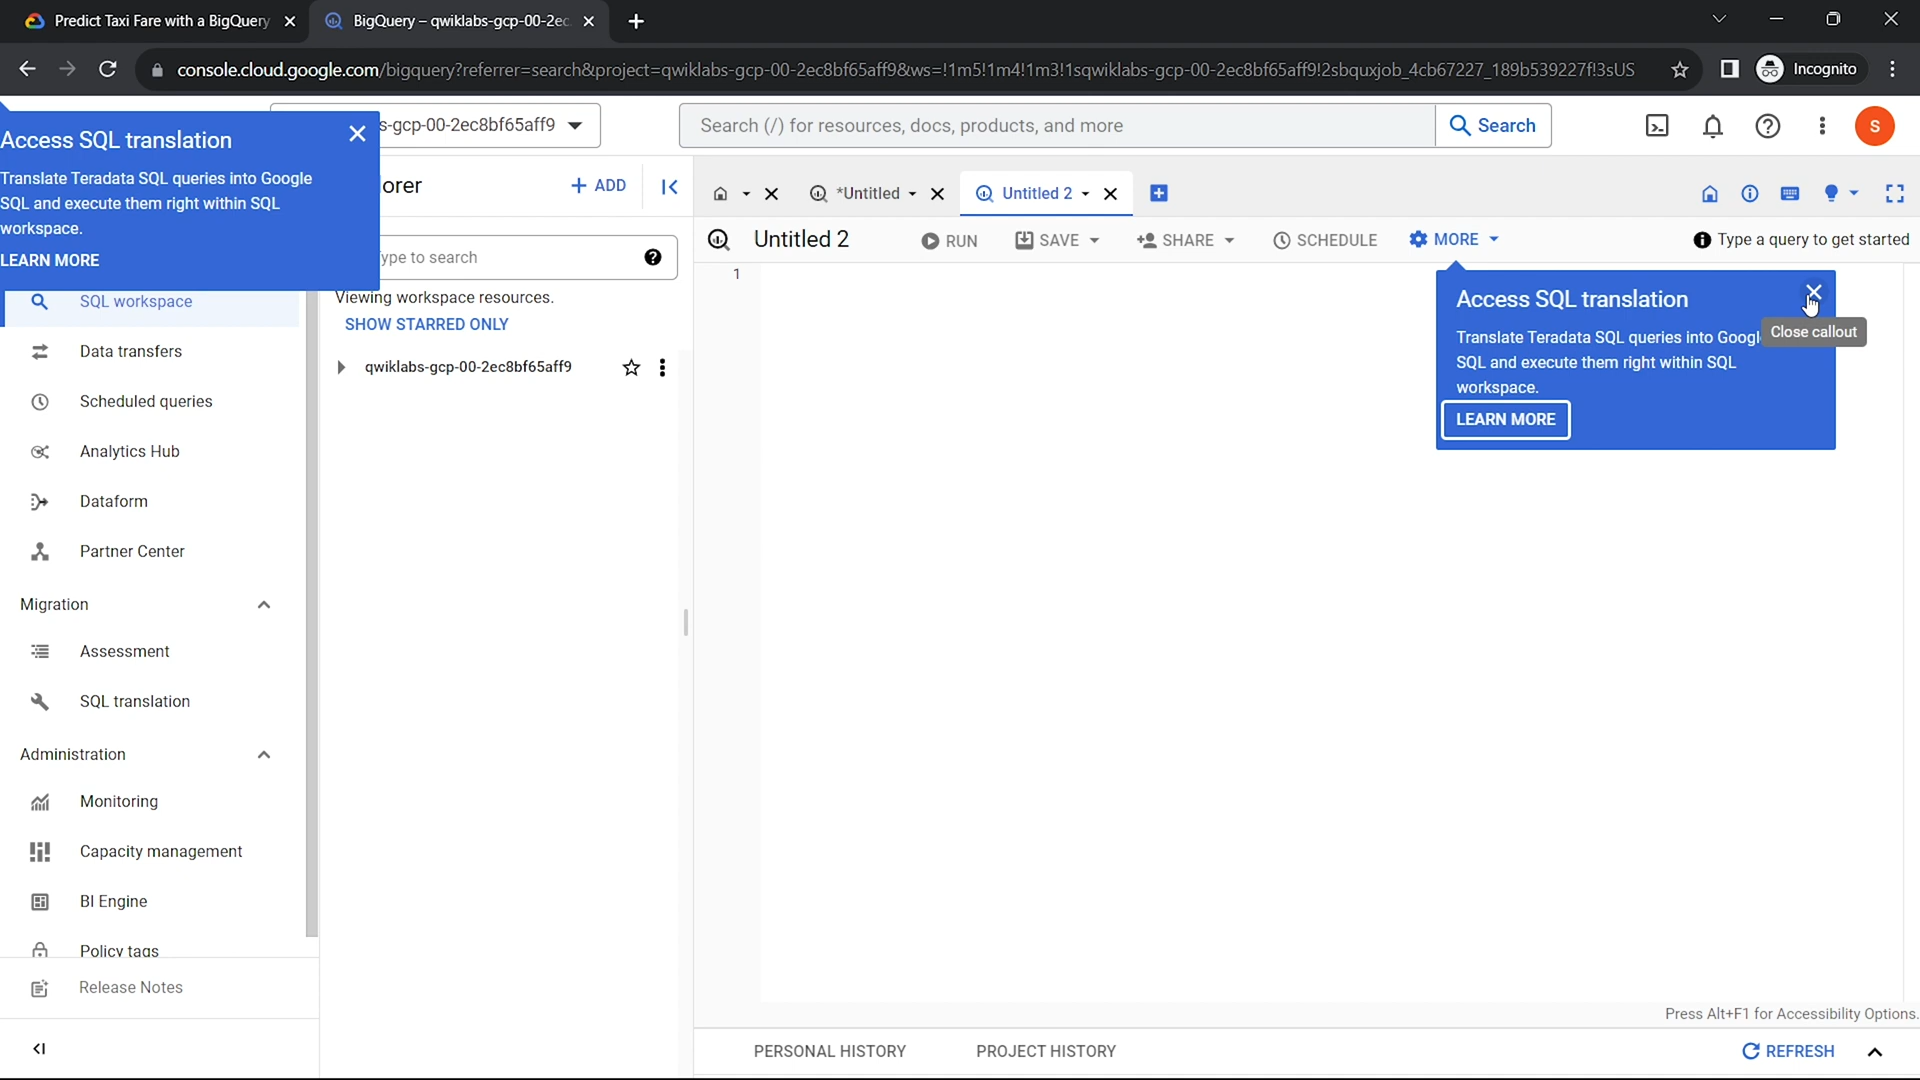 Predict Taxi Fare with a BigQuery
BigQuery – qwiklabs-gcp-00-2ec
console.cloud.google.com/bigquery?referrer=search&project=qwiklabs-gcp-00-2ec8bf65aff9&ws=!1m5!1m4!1m3!1sqwiklabs-gcp-00-2ec8bf65aff9!2sbquxjob_4cb67227_189b539227f!3sUS
Incognito
s-gcp-00-2ec8bf65aff9
Search (/) for resources, docs, products, and more
Search
S
Access SQL translation
Translate Teradata SQL queries into Google
SQL and execute them right within SQL
workspace.
LEARN MORE
SQL workspace
Data transfers
Scheduled queries
Analytics Hub
Dataform
Partner Center
Migration
Assessment
SQL translation
Administration
Monitoring
Capacity management
BI Engine
Policy tags
Release Notes
orer
+ ADD
ype to search
Viewing workspace resources.
SHOW STARRED ONLY
qwiklabs-gcp-00-2ec8bf65aff9
*Untitled
Untitled 2
Untitled 2
RUN
SAVE
SHARE
SCHEDULE
MORE
Type a query to get started
1
Access SQL translation
Close callout
Translate Teradata SQL queries into Googl
SQL and execute them right within SQL
workspace.
LEARN MORE
Press Alt+F1 for Accessibility Options.
PERSONAL HISTORY
PROJECT HISTORY
REFRESH